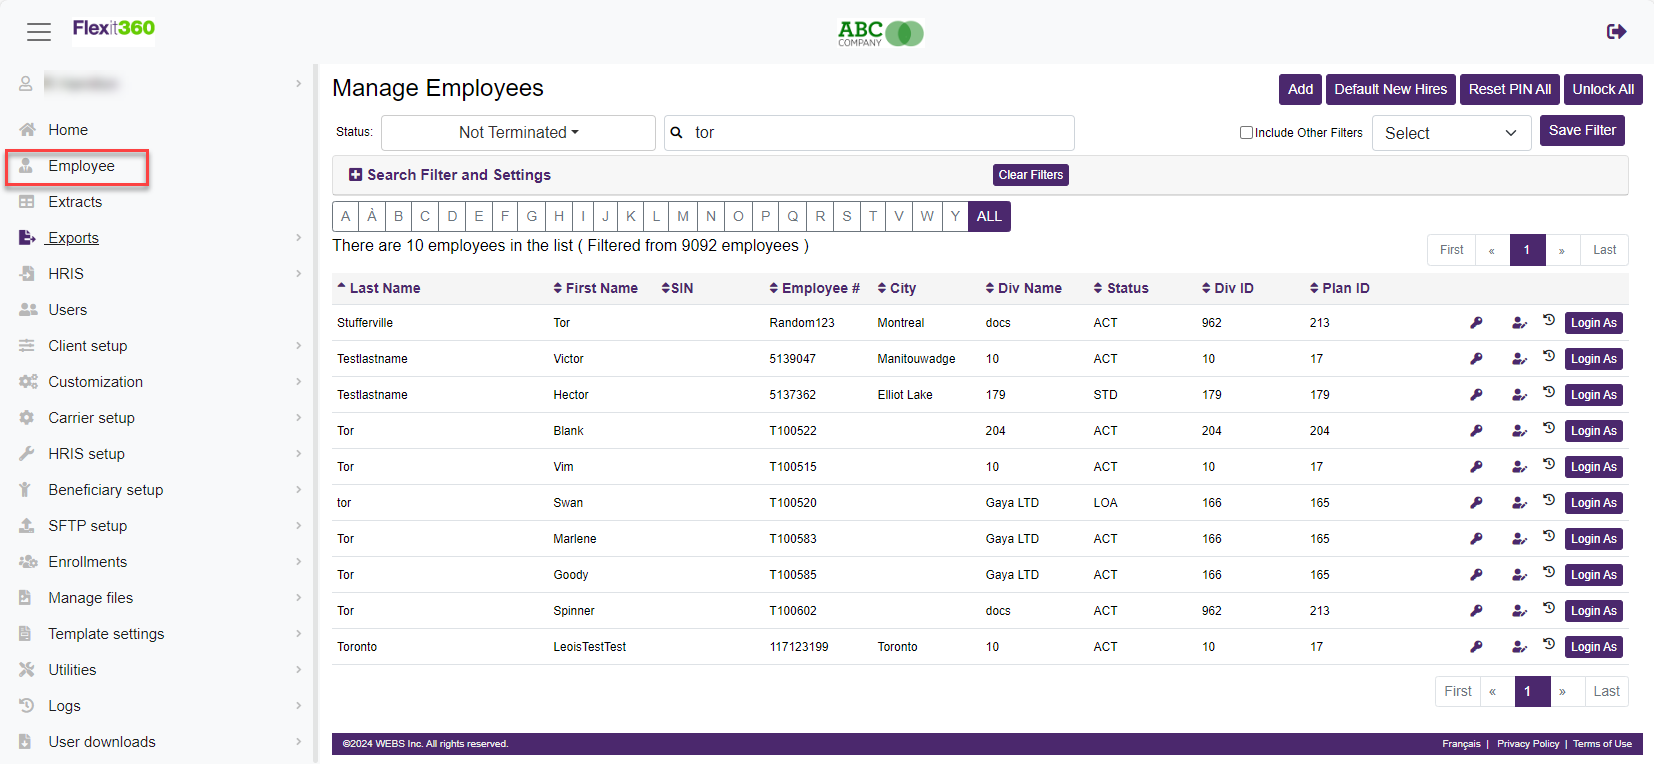 Flexit360
ABC
COMPANY
Home
Employee
Extracts
Exports
HRIS
Users
Client setup
Customization
Carrier setup
HRIS setup
Beneficiary setup
SFTP setup
Enrollments
Manage files
Template settings
Utilities
Logs
User downloads
Manage Employees
Add Default New Hires Reset PIN All Unlock All
Status: Not Terminated tor Include Other Filters Select Save Filter
Search Filter and Settings Clear Filters
A À B C D E F G H I J K L M N O P Q R S T V W Y ALL
There are 10 employees in the list ( Filtered from 9092 employees )
First « 1 » Last
Last Name First Name SIN Employee # City Div Name Status Div ID Plan ID
Stufferville Tor Random123 Montreal docs ACT 962 213 Login As
Testlastname Victor 5139047 Manitouwadge 10 ACT 10 17 Login As
Testlastname Hector 5137362 Elliot Lake 179 STD 179 179 Login As
Tor Blank T100522 204 ACT 204 204 Login As
Tor Vim T100515 10 ACT 10 17 Login As
tor Swan T100520 Gaya LTD LOA 166 165 Login As
Tor Marlene T100583 Gaya LTD ACT 166 165 Login As
Tor Goody T100585 Gaya LTD ACT 166 165 Login As
Tor Spinner T100602 docs ACT 962 213 Login As
Toronto LeoisTestTest 117123199 Toronto 10 ACT 10 17 Login As
First « 1 » Last
©2024 WEBS Inc. All rights reserved. Français | Privacy Policy | Terms of Use